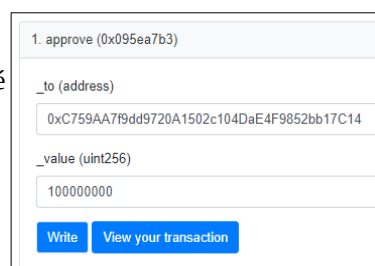 1. approve (0x095ea7b3)
é
_to (address)
0xC759AA7f9dd9720A1502c104DaE4F9852bb17C14
_value (uint256)
100000000
Write View your transaction